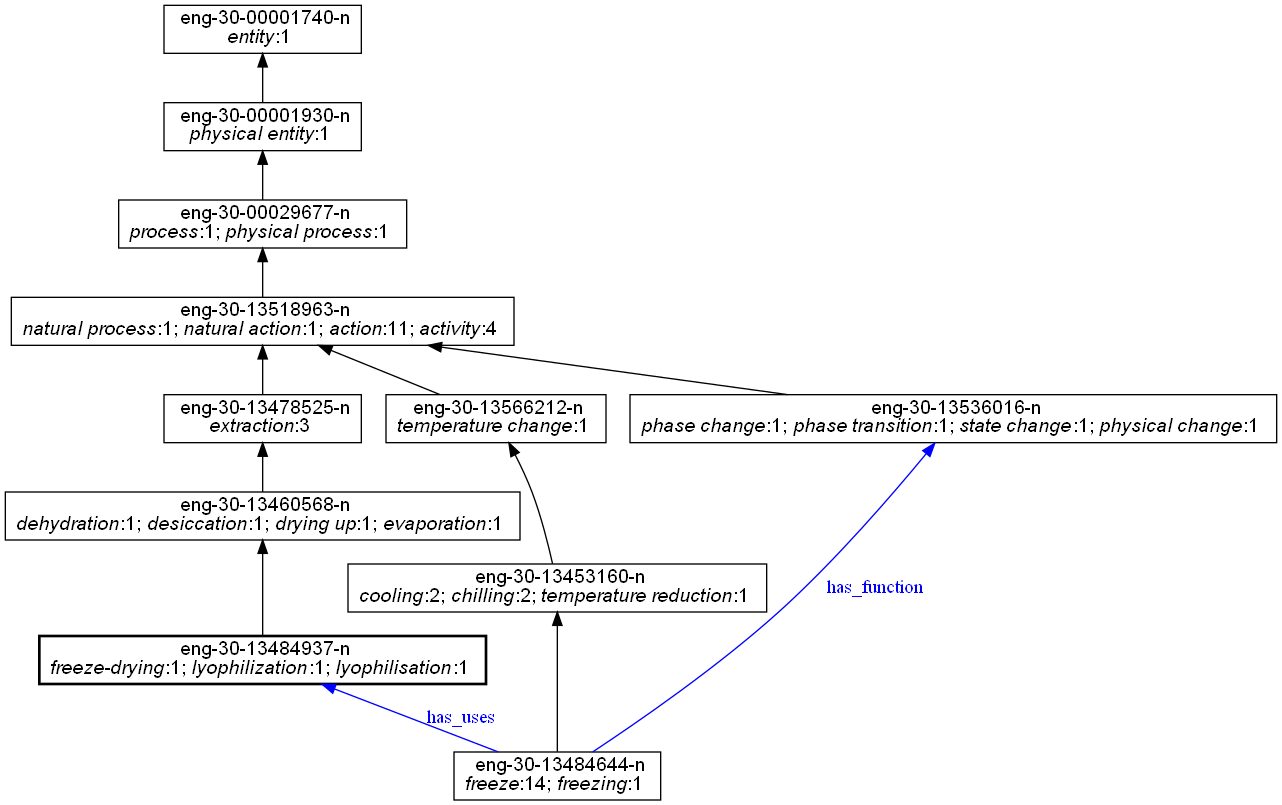 eng-30-00001740-n
entity:1
eng-30-00001930-n
physical entity:1
eng-30-00029677-n
process:1; physical process:1
eng-30-13518963-n
natural process:1; natural action:1; action:11; activity:4
eng-30-13478525-n
extraction:3
eng-30-13566212-n
temperature change:1
eng-30-13536016-n
phase change:1; phase transition:1; state change:1; physical change:1
eng-30-13460568-n
dehydration:1; desiccation:1; drying up:1; evaporation:1
eng-30-13453160-n
cooling:2; chilling:2; temperature reduction:1
has_function
eng-30-13484937-n
freeze-drying:1; lyophilization:1; lyophilisation:1
has_uses
eng-30-13484644-n
freeze:14; freezing:1